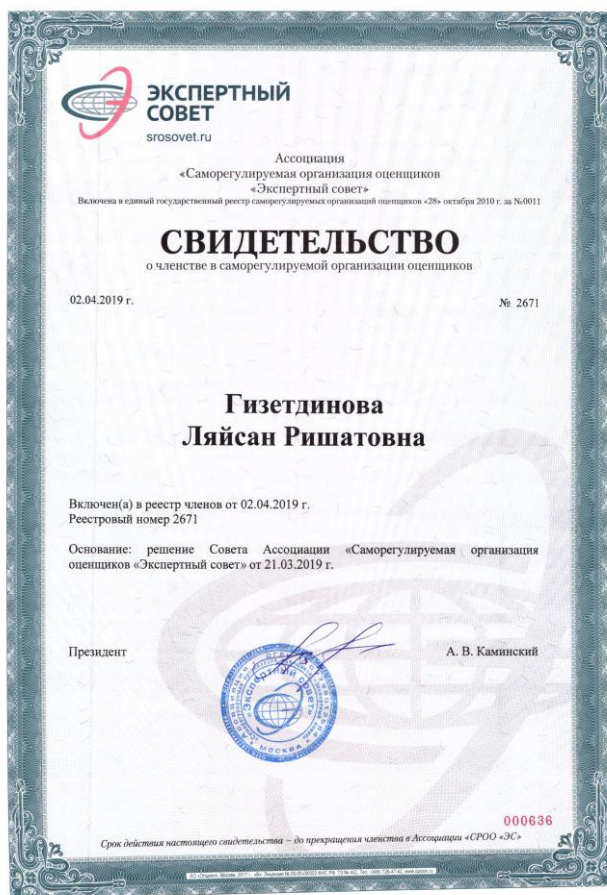 ЭКСПЕРТНЫЙ
СОВЕТ
srosovet.ru
Ассоциация
«Саморегулируемая организация оценщиков
«Экспертный совет»
Включена в единый государственный реестр саморегулируемых организаций оценщиков «28» октября 2010 г. за №0011
СВИДЕТЕЛЬСТВО
о членстве в саморегулируемой организации оценщиков
02.04.2019 г.
№ 2671
Гизетдинова
Ляйсан Ришатовна
Включен(а) в реестр членов от 02.04.2019 г.
Реестровый номер 2671
Основание: решение Совета Ассоциации «Саморегулируемая организация
оценщиков «Экспертный совет» от 21.03.2019 г.
Президент
А. В. Каминский
«Экспертный совет»
МОСКВА
000636
Срок действия настоящего свидетельства – до прекращения членства в Ассоциации «СРОО «ЭС»